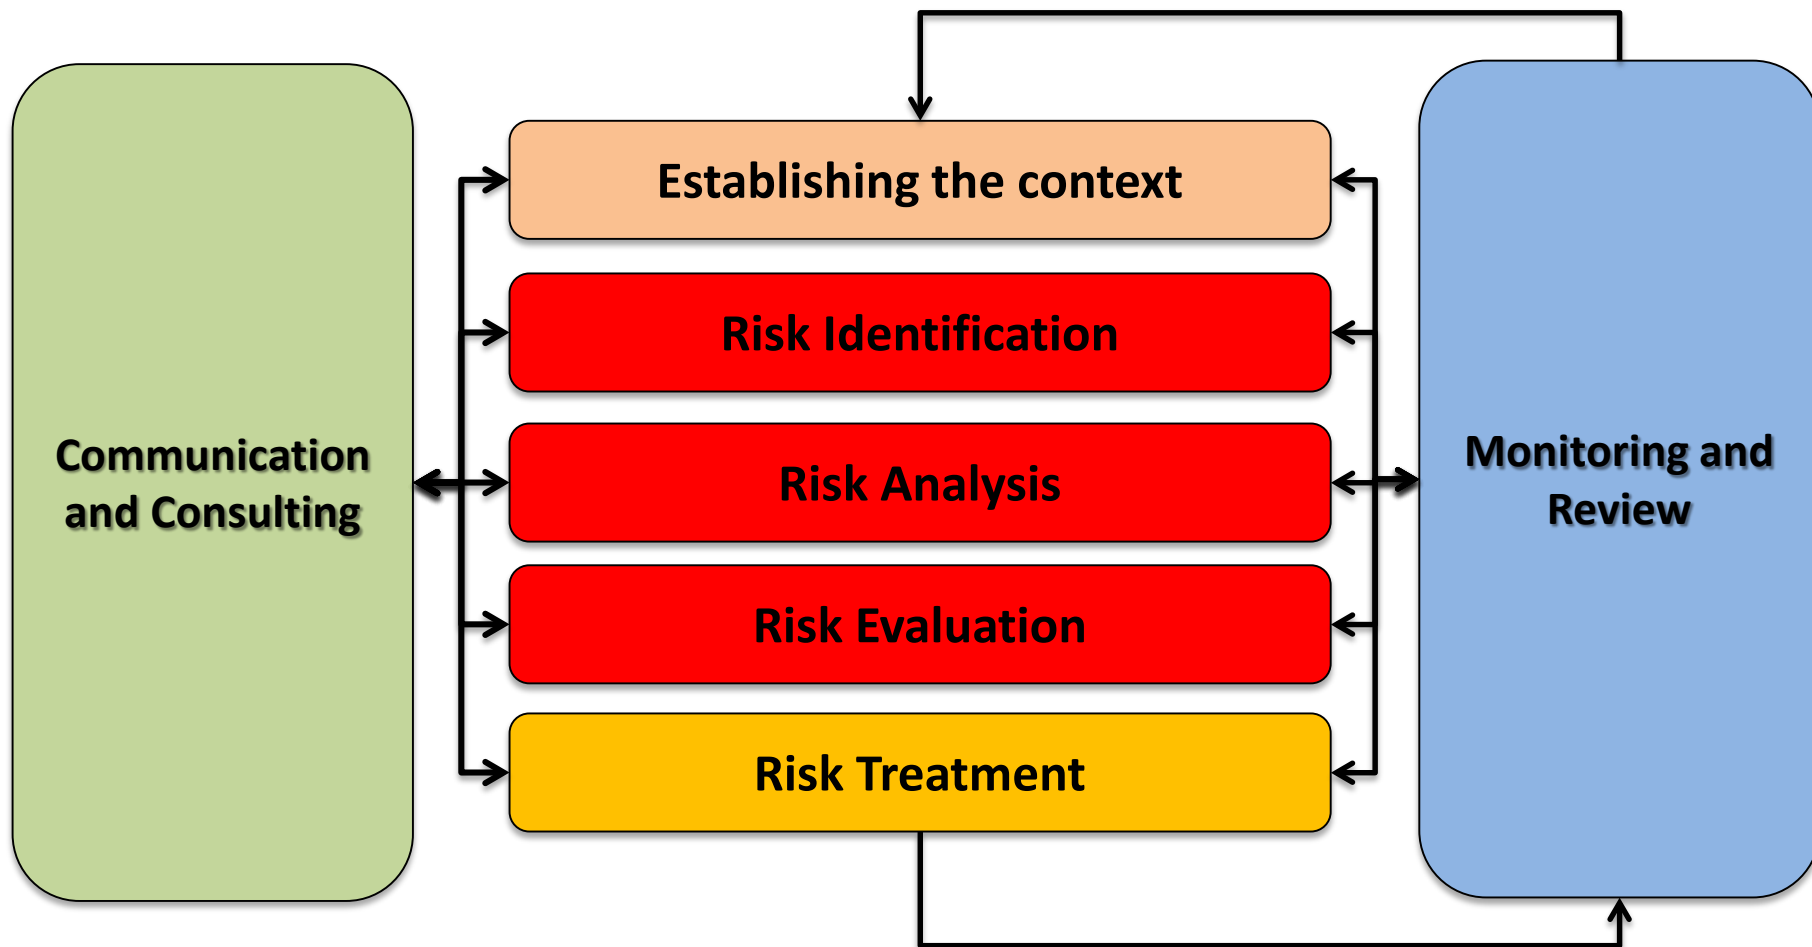 Communication
and Consulting
Establishing the context
Risk Identification
Risk Analysis
Risk Evaluation
Risk Treatment
Monitoring and
Review